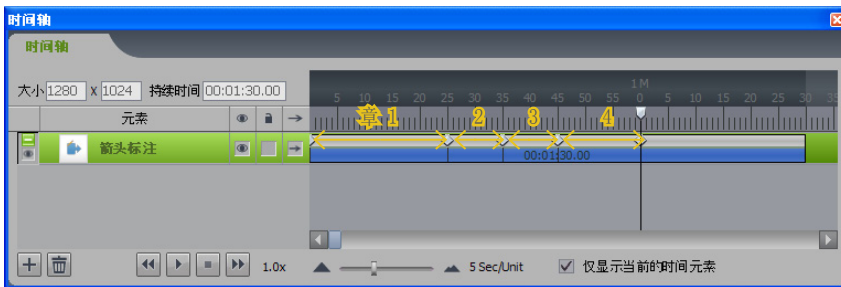 时间轴
时间轴
大小 1280 X 1024 持续时间 00:01:30.00
1M
5 10 15 20 25 30 35 40 45 50 55 0 5 10 15 20 25 30 35
元素
章1 2 3 4
箭头标注
00:01:30.00
1.0x
5 Sec/Unit
仅显示当前的时间元素